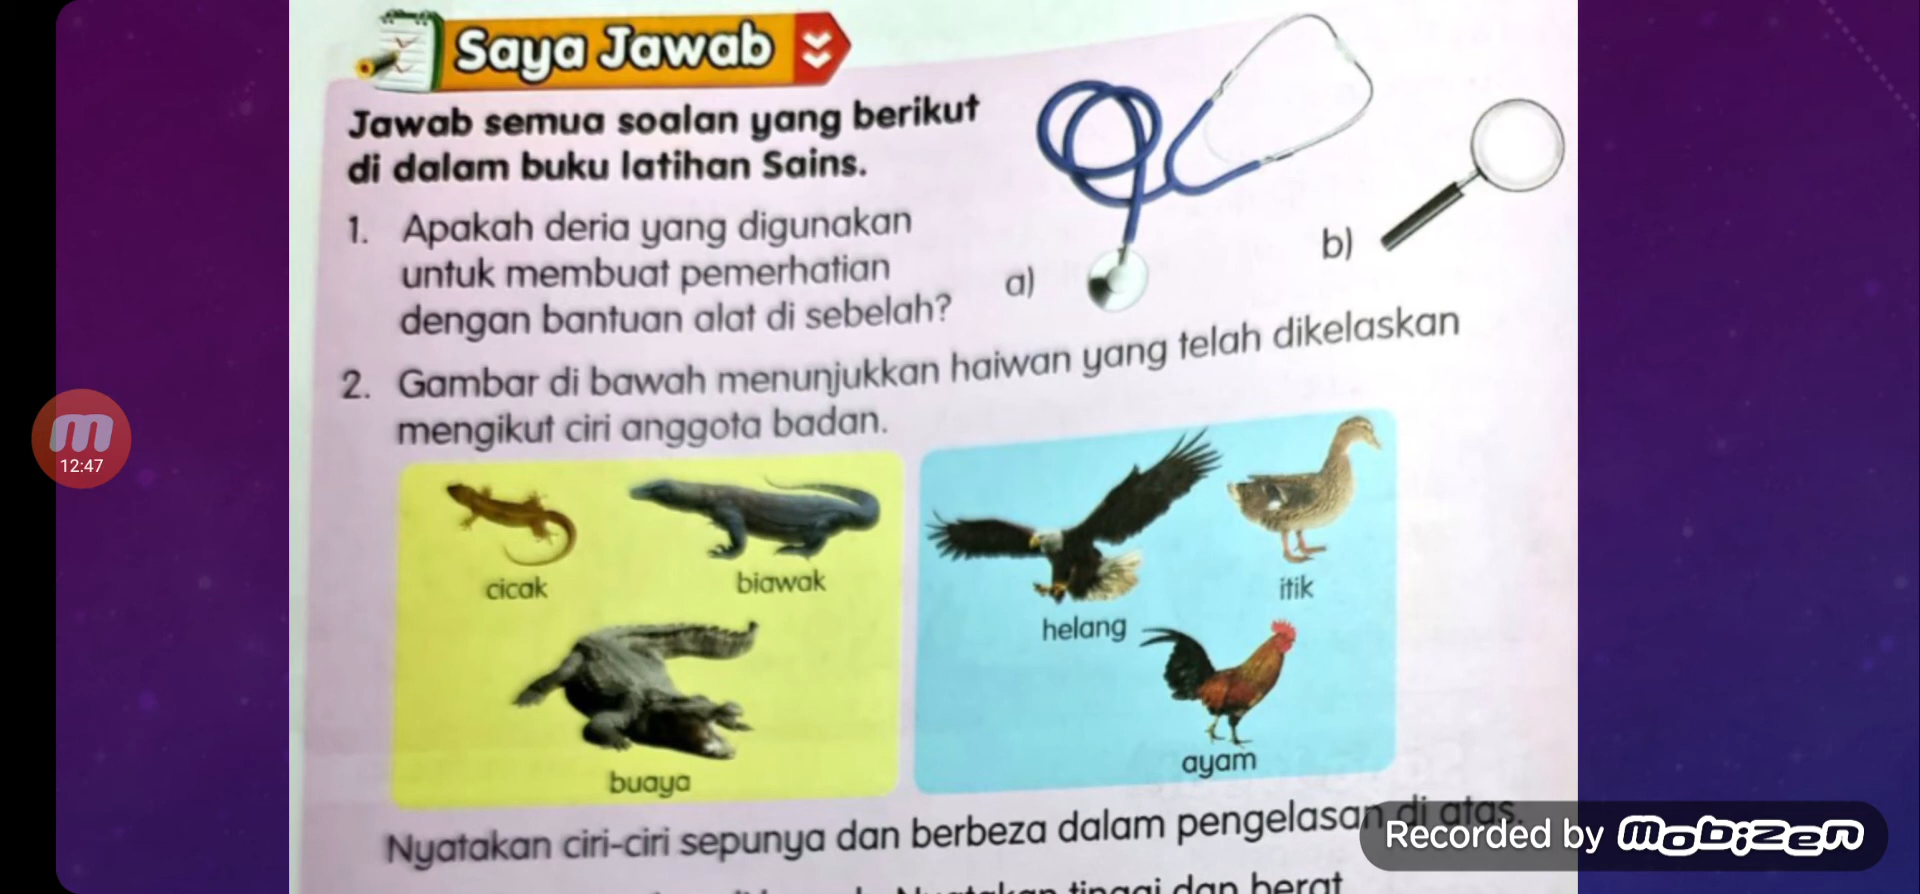 Saya Jawab
Jawab semua soalan yang berikut
di dalam buku latihan Sains.
1. Apakah deria yang digunakan
untuk membuat pemerhatian
dengan bantuan alat di sebelah?
a)
b)
2. Gambar di bawah menunjukkan haiwan yang telah dikelaskan
mengikut ciri anggota badan.
cicak
biawak
buaya
helang
itik
ayam
Nyatakan ciri-ciri sepunya dan berbeza dalam pengelasan di atas.
tinggi dan berat
m
12:47
Recorded by Mobizen